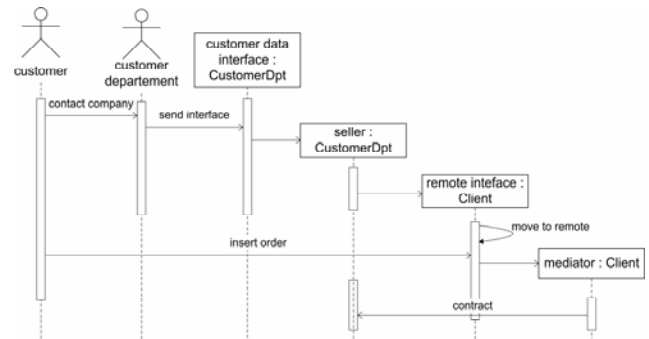 customer
customer
departement
customer data
interface :
CustomerDpt
contact company
send interface
seller :
CustomerDpt
remote inteface :
Client
move to remote
insert order
mediator : Client
contract